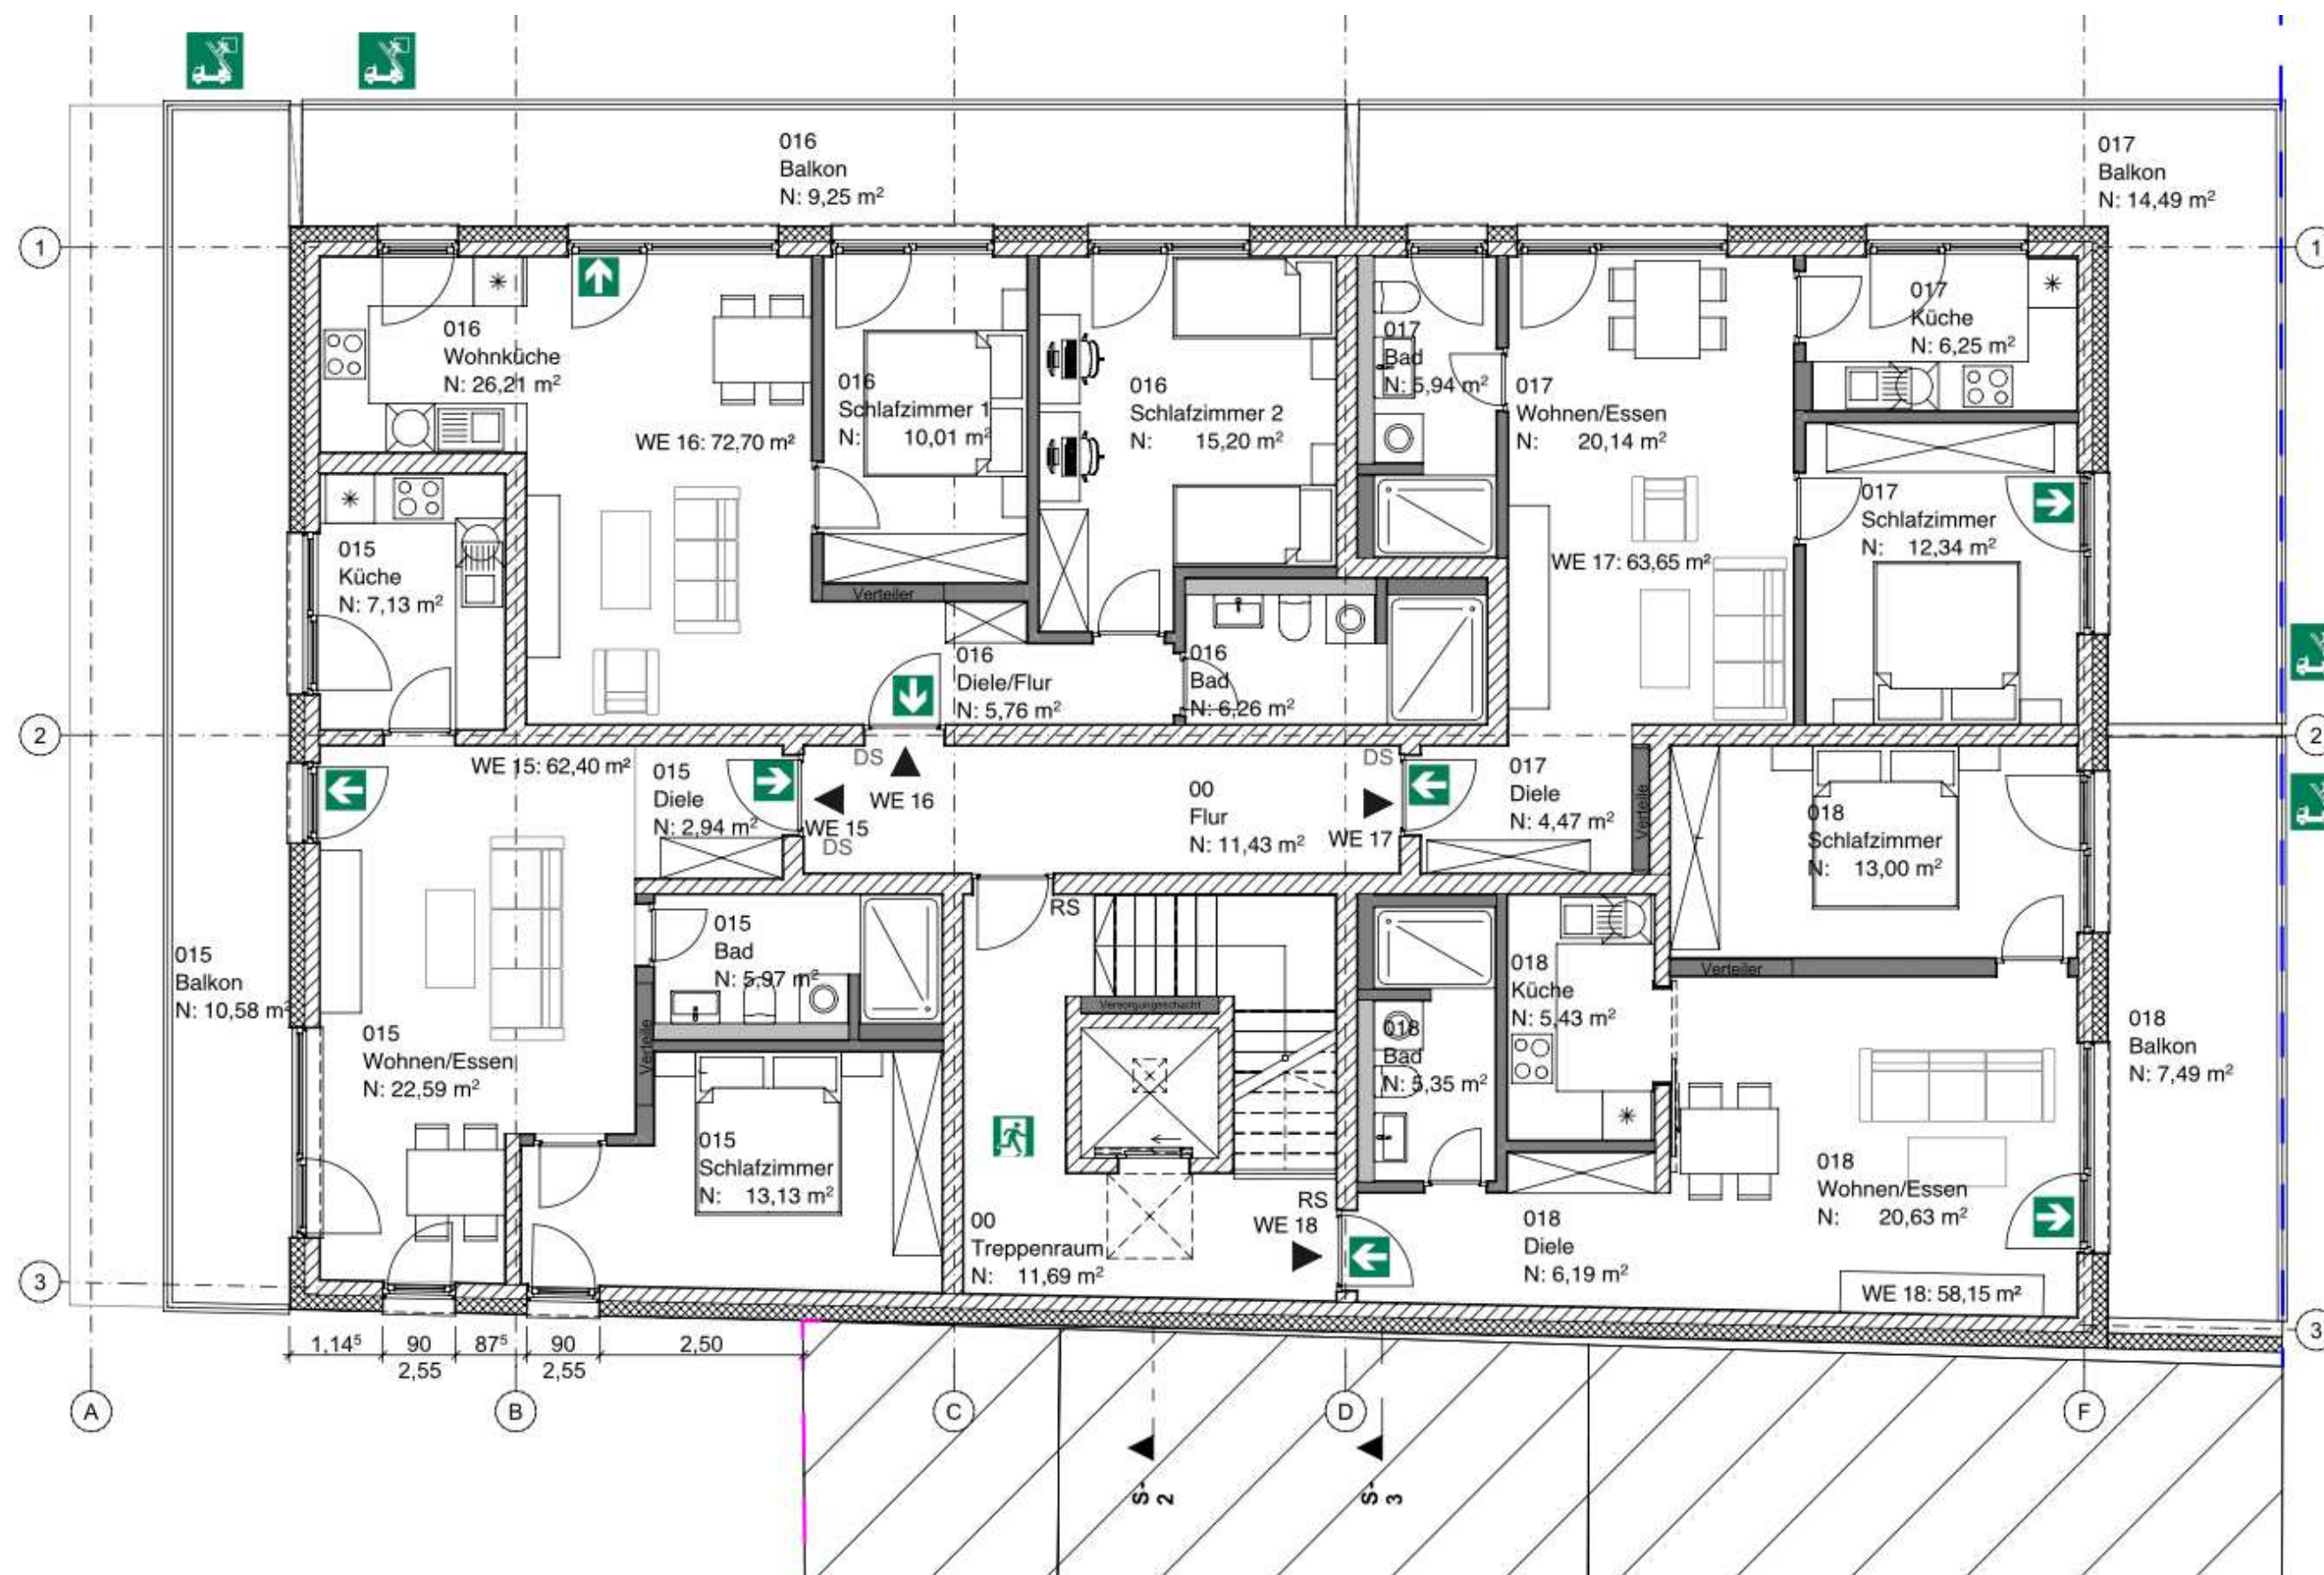 016
Balkon
N: 9,25 m²
017
Balkon
N: 14,49 m²
1
1
016
Wohnküche
N: 26,21 m²
WE 16: 72,70 m²
016
Schlafzimmer 1
N: 10,01 m²
016
Schlafzimmer 2
N: 15,20 m²
017
Bad
N: 5,94 m²
017
Wohnen/Essen
N: 20,14 m²
017
Küche
N: 6,25 m²
WE 17: 63,65 m²
017
Schlafzimmer
N: 12,34 m²
015
Küche
N: 7,13 m²
Verteiler
016
Diele/Flur
N: 5,76 m²
016
Bad
N: 6,26 m²
2
2
WE 15: 62,40 m²
015
Diele
N: 2,94 m²
DS
WE 16
WE 15
DS
00
Flur
N: 11,43 m²
DS
WE 17
017
Diele
N: 4,47 m²
Verteile
018
Schlafzimmer
N: 13,00 m²
015
Balkon
N: 10,58 m²
015
Wohnen/Essen
N: 22,59 m²
015
Bad
N: 5,97 m²
Verteile
RS
Versorgungsschacht
018
Küche
N: 5,43 m²
Verteiler
018
Bad
N: 5,35 m²
018
Balkon
N: 7,49 m²
015
Schlafzimmer
N: 13,13 m²
00
Treppenraum
N: 11,69 m²
RS
WE 18
018
Diele
N: 6,19 m²
018
Wohnen/Essen
N: 20,63 m²
WE 18: 58,15 m²
3
3
1,14⁵ 90 87⁵ 90 2,50
2,55 2,55
A B C D F
S-2
S-3